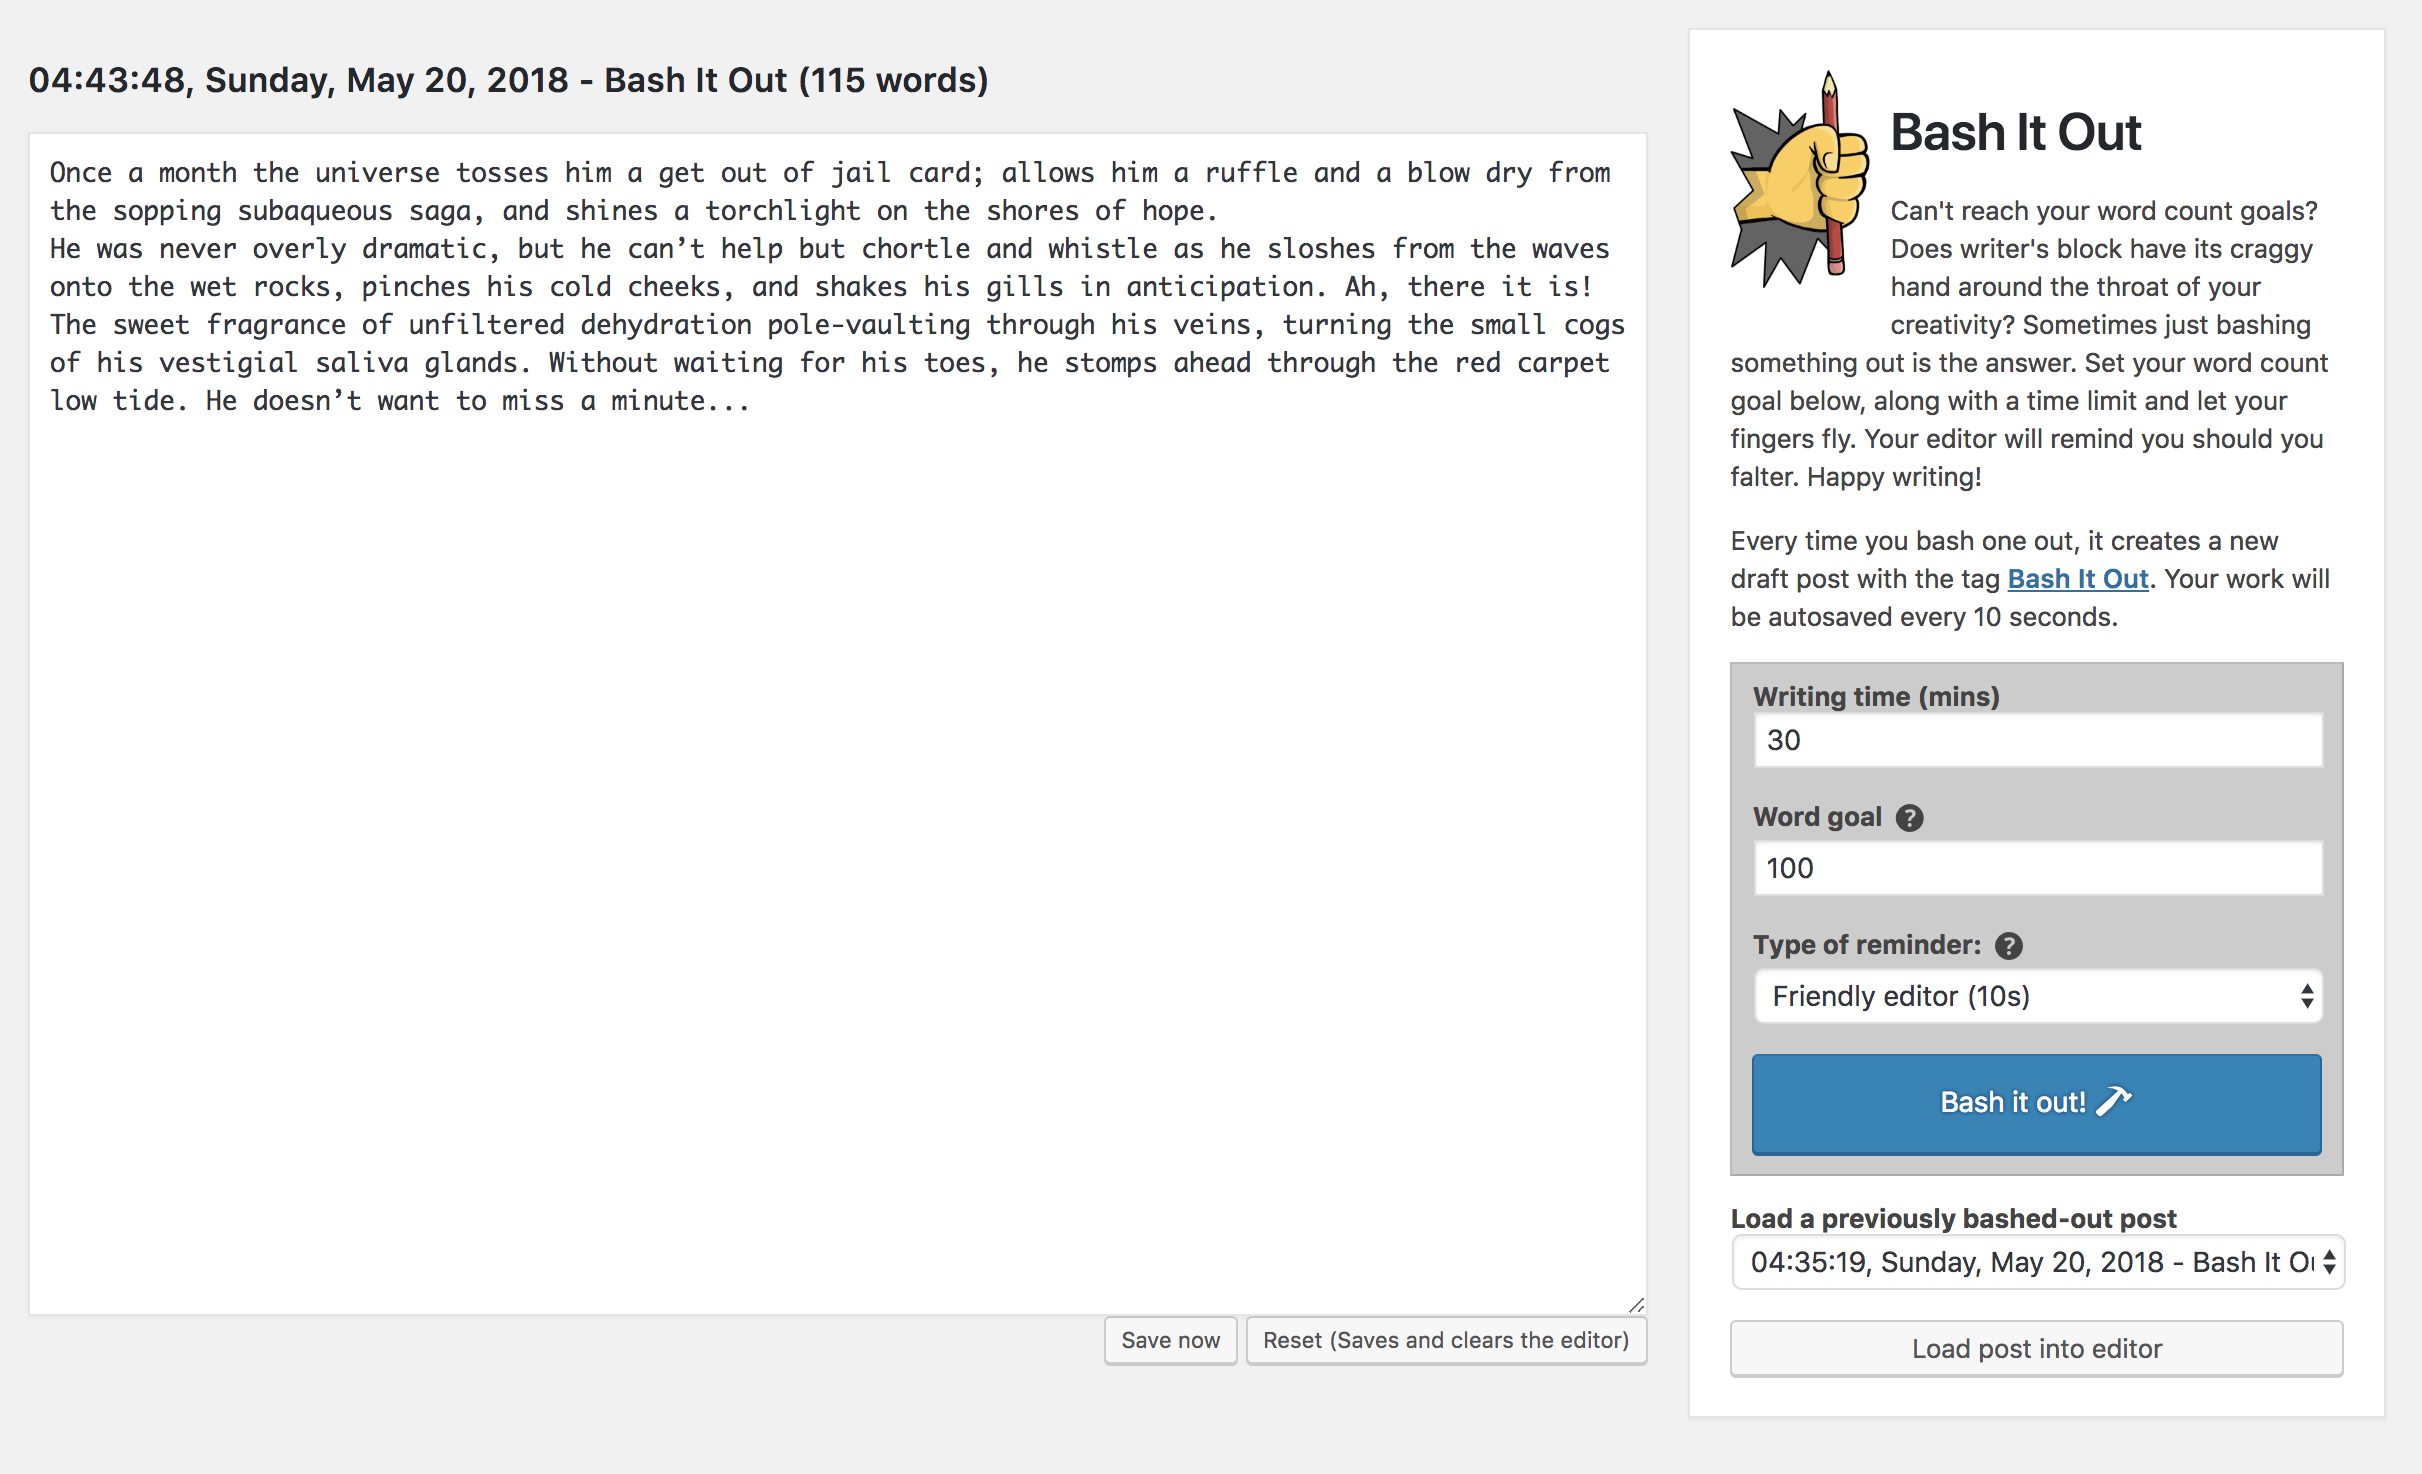 04:43:48, Sunday, May 20, 2018 - Bash It Out (115 words)
Once a month the universe tosses him a get out of jail card; allows him a ruffle and a blow dry from
the sopping subaqueous saga, and shines a torchlight on the shores of hope.
He was never overly dramatic, but he can’t help but chortle and whistle as he sloshes from the waves
onto the wet rocks, pinches his cold cheeks, and shakes his gills in anticipation. Ah, there it is!
The sweet fragrance of unfiltered dehydration pole-vaulting through his veins, turning the small cogs
of his vestigial saliva glands. Without waiting for his toes, he stomps ahead through the red carpet
low tide. He doesn’t want to miss a minute...
Save now
Reset (Saves and clears the editor)
Bash It Out
Can't reach your word count goals?
Does writer's block have its craggy
hand around the throat of your
creativity? Sometimes just bashing
something out is the answer. Set your word count
goal below, along with a time limit and let your
fingers fly. Your editor will remind you should you
falter. Happy writing!
Every time you bash one out, it creates a new
draft post with the tag Bash It Out. Your work will
be autosaved every 10 seconds.
Writing time (mins)
30
Word goal ?
100
Type of reminder: ?
Friendly editor (10s)
Bash it out!
Load a previously bashed-out post
04:35:19, Sunday, May 20, 2018 - Bash It
Load post into editor